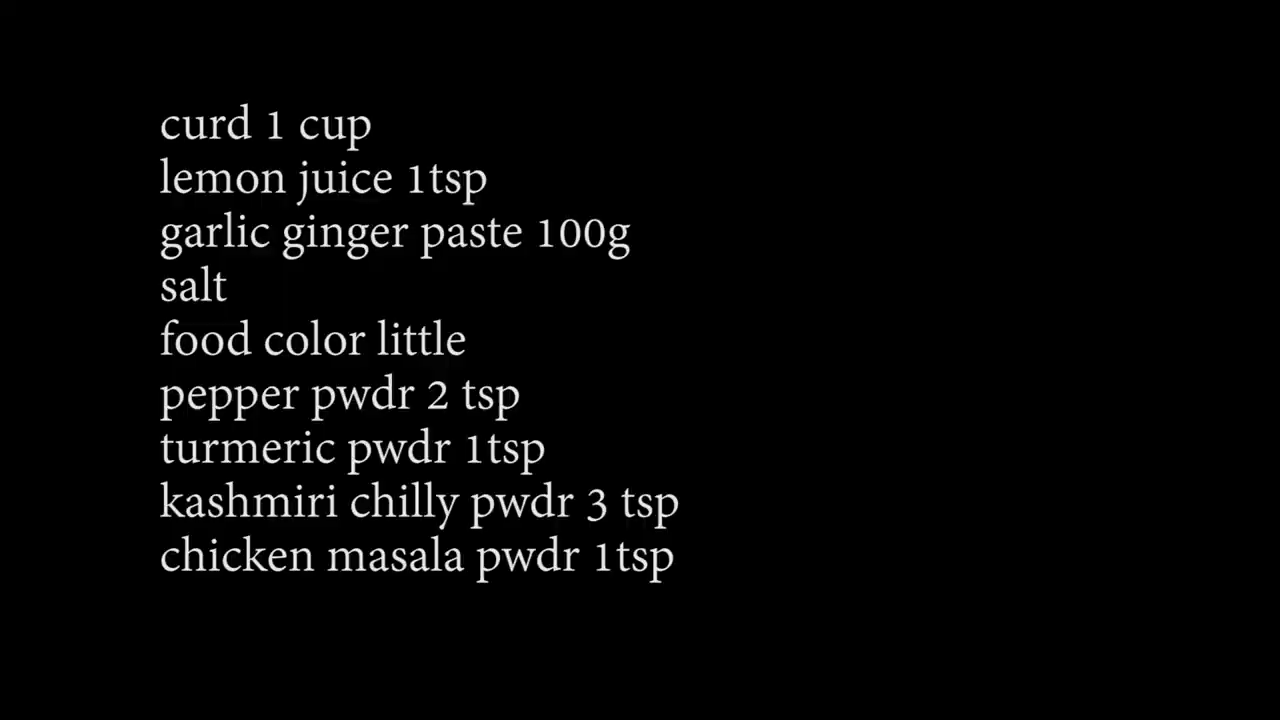 curd 1 cup
lemon juice 1tsp
garlic ginger paste 100g
salt
food color little
pepper pwdr 2 tsp
turmeric pwdr 1tsp
kashmiri chilly pwdr 3 tsp
chicken masala pwdr 1tsp